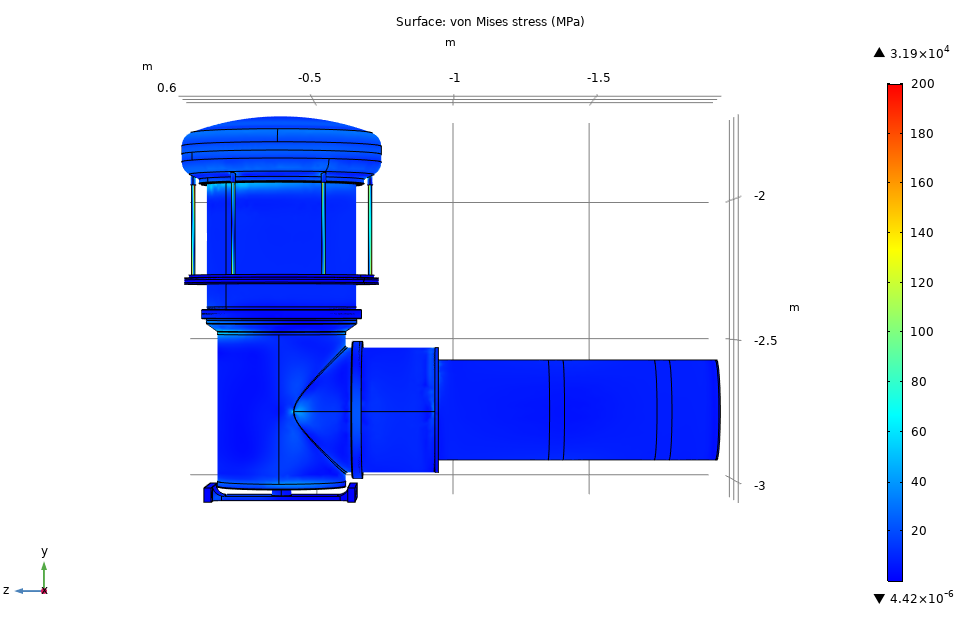 Surface: von Mises stress (MPa)
m
▲ 3.19×10⁴
m
0.6
-0.5 -1 -1.5
200
180
160
140
120
100
80
60
40
20
-2
m
-2.5
-3
y
z x
▼ 4.42×10⁻⁶